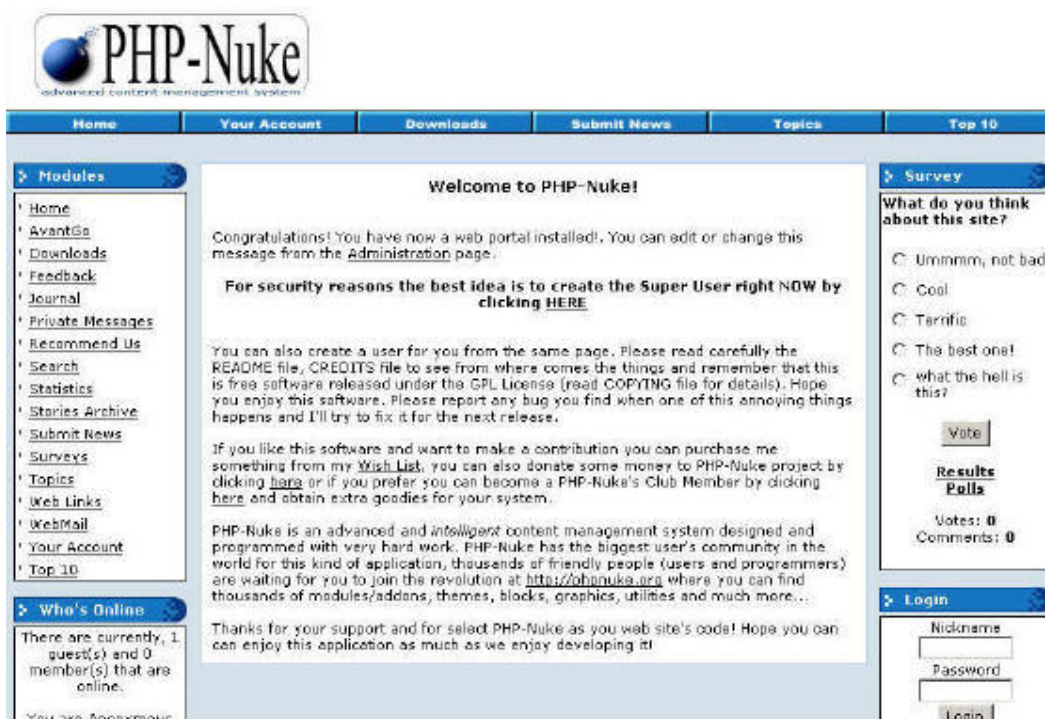 PHP-Nuke
advanced content management system
Home
Your Account
Downloads
Submit News
Topics
Top 10
Modules
Home
AvantGo
Downloads
Feedback
Journal
Private Messages
Recommend Us
Search
Statistics
Stories Archive
Submit News
Surveys
Topics
Web Links
WebMail
Your Account
Top 10
Who's Online
There are currently, 1
guest(s) and 0
member(s) that are
online.
You are Anonymous
Welcome to PHP-Nuke!
Congratulations! You have now a web portal installed!. You can edit or change this
message from the Administration page.
For security reasons the best idea is to create the Super User right NOW by
clicking HERE
You can also create a user for you from the same page. Please read carefully the
README file, CREDITS file to see from where comes the things and remember that this
is free software released under the GPL License (read COPYING file for details). Hope
you enjoy this software. Please report any bug you find when one of this annoying things
happens and I'll try to fix it for the next release.
If you like this software and want to make a contribution you can purchase me
something from my Wish List, you can also donate some money to PHP-Nuke project by
clicking here or if you prefer you can become a PHP-Nuke's Club Member by clicking
here and obtain extra goodies for your system.
PHP-Nuke is an advanced and intelligent content management system designed and
programmed with very hard work. PHP-Nuke has the biggest user's community in the
world for this kind of application, thousands of friendly people (users and programmers)
are waiting for you to join the revolution at http://phpnuke.org where you can find
thousands of modules/addons, themes, blocks, graphics, utilities and much more...
Thanks for your support and for select PHP-Nuke as you web site's code! Hope you can
can enjoy this application as much as we enjoy developing it!
Survey
What do you think
about this site?
Ummmm, not bad
Cool
Terrific
The best one!
what the hell is
this?
Vote
Results
Polls
Votes: 0
Comments: 0
Login
Nickname
Password
Login